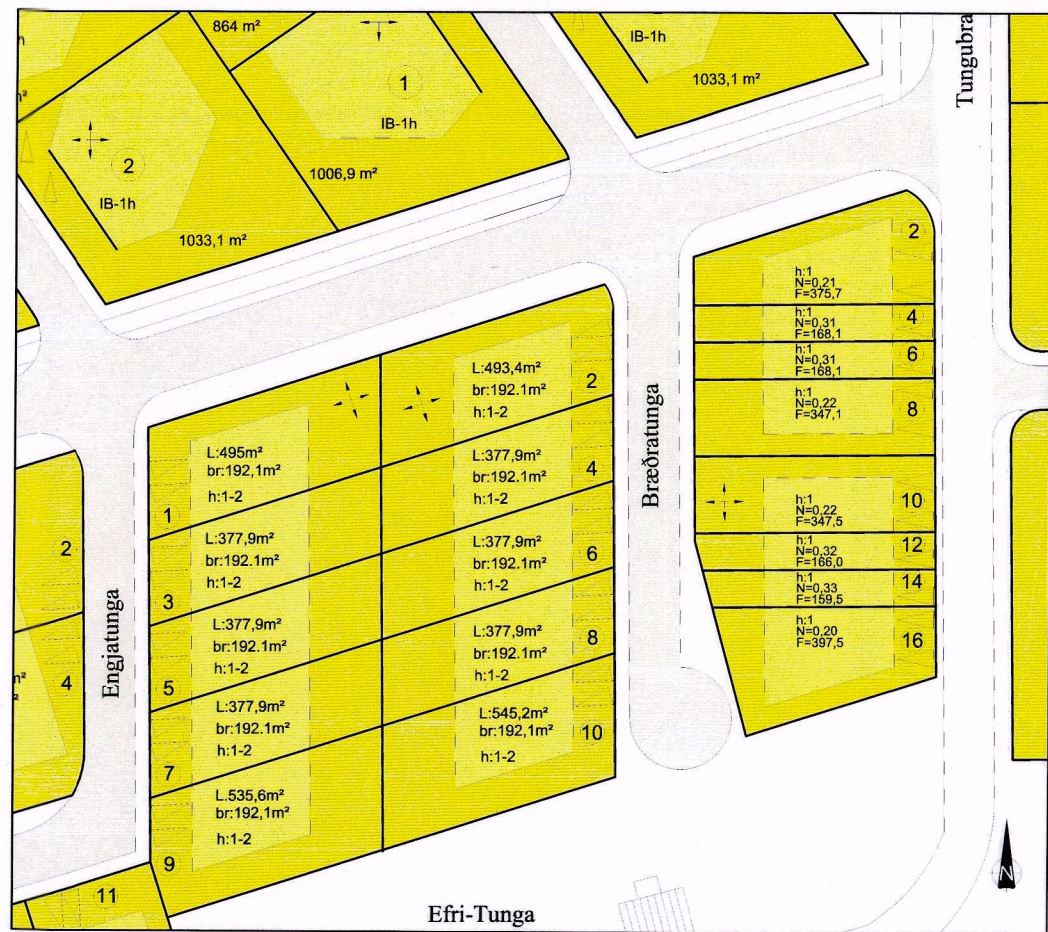 864 m²
1
IB-1h
IB-1h
1033,1 m²
Tungubra
2
IB-1h
1006,9 m²
1033,1 m²
2
h:1
N=0,21
F=375,7
4
h:1
N=0,31
F=168,1
6
h:1
N=0,31
F=168,1
8
h:1
N=0,22
F=347,1
10
h:1
N=0,22
F=347,5
12
h:1
N=0,32
F=166,0
14
h:1
N=0,33
F=159,5
16
h:1
N=0,20
F=397,5
Bræðratunga
L:493,4m²
br:192.1m²
h:1-2
2
L:377,9m²
br:192.1m²
h:1-2
4
L:377,9m²
br:192.1m²
h:1-2
6
L:377,9m²
br:192.1m²
h:1-2
8
L:545,2m²
br:192,1m²
h:1-2
10
L:495m²
br:192,1m²
h:1-2
1
L:377,9m²
br:192.1m²
h:1-2
3
L:377,9m²
br:192.1m²
h:1-2
5
L:377,9m²
br:192.1m²
h:1-2
7
L.535,6m²
br:192,1m²
h:1-2
9
Engjatunga
2
4
11
Efri-Tunga
N